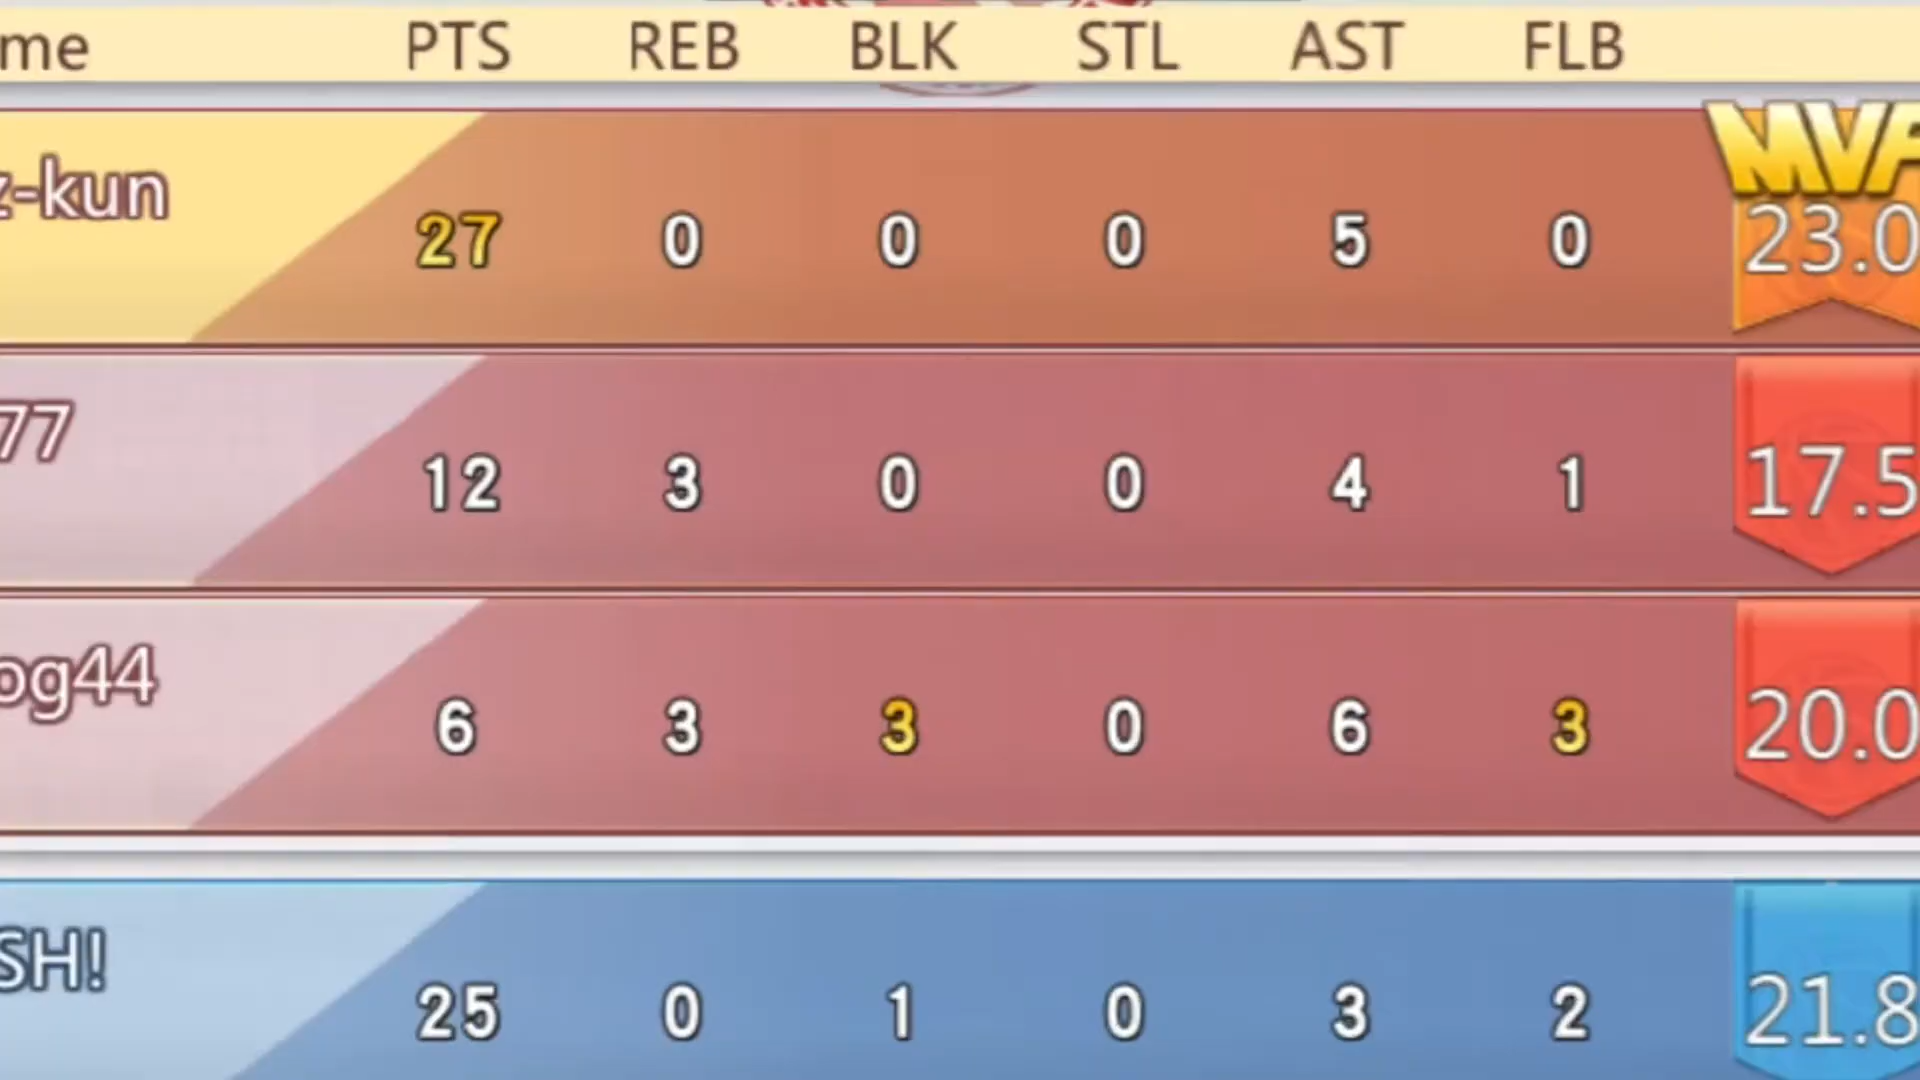 me PTS REB BLK STL AST FLB
z-kun 27 0 0 0 5 0 MVP 23.0
77 12 3 0 0 4 1 17.5
og44 6 3 3 0 6 3 20.0
SH! 25 0 1 0 3 2 21.8